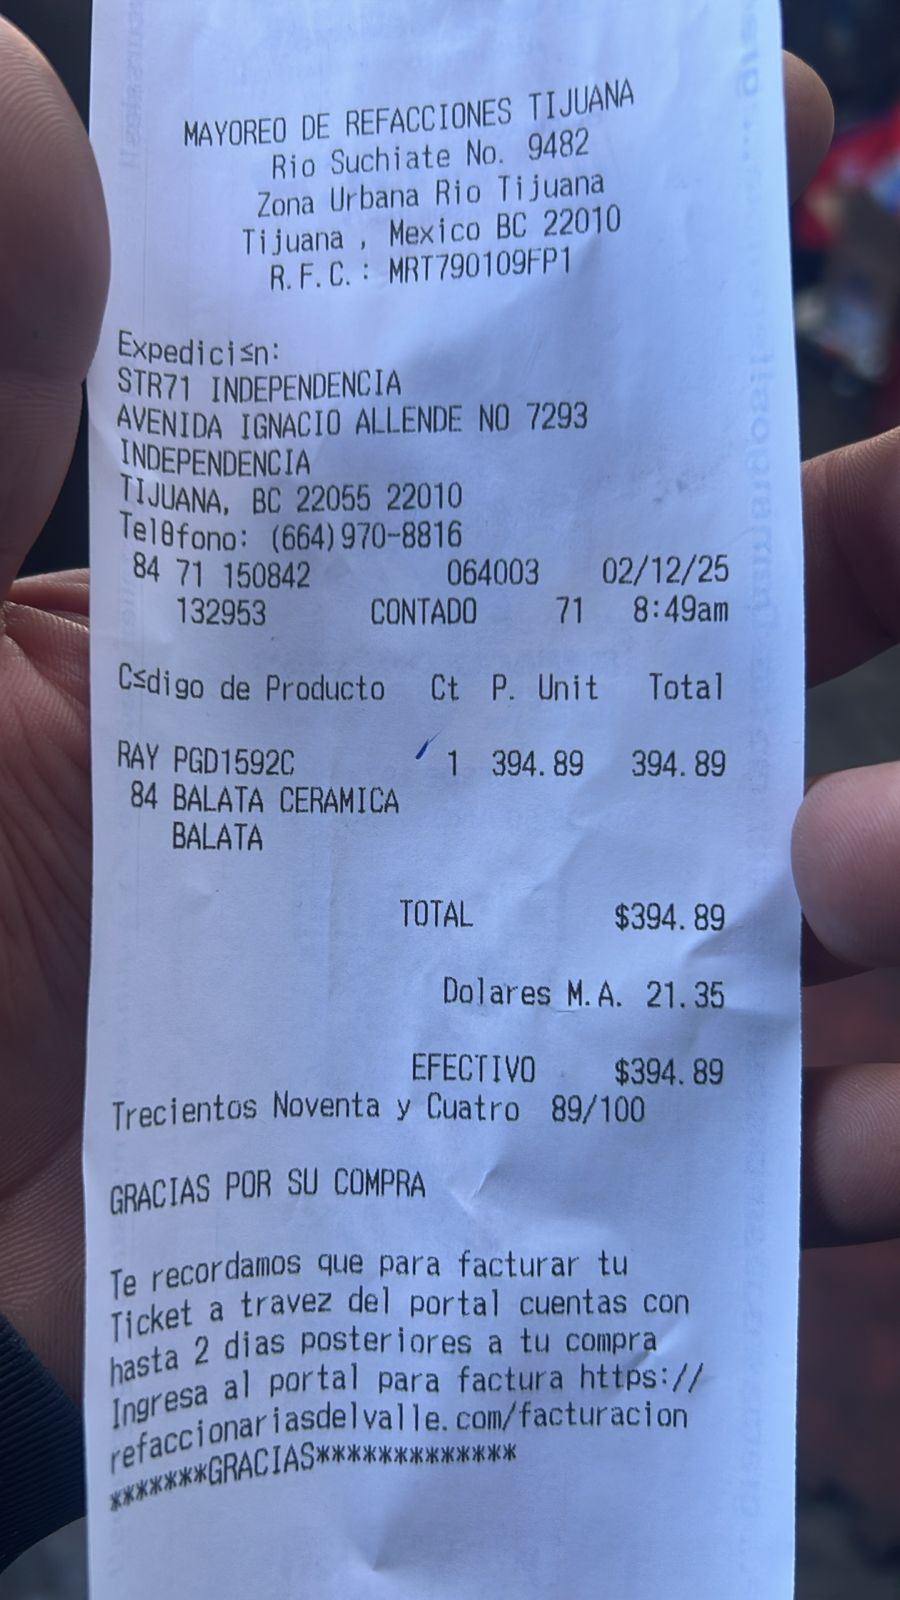 MAYOREO DE REFACCIONES TIJUANA
Rio Suchiate No. 9482
Zona Urbana Rio Tijuana
Tijuana , Mexico BC 22010
R.F.C.: MRT790109FP1
Expedici≤n:
STR71 INDEPENDENCIA
AVENIDA IGNACIO ALLENDE NO 7293
INDEPENDENCIA
TIJUANA, BC 22055 22010
TelΘfono: (664)970-8816
84 71 150842 064003 02/12/25
132953 CONTADO 71 8:49am
C≤digo de Producto Ct P. Unit Total
RAY PGD1592C 1 394.89 394.89
84 BALATA CERAMICA
BALATA
TOTAL $394.89
Dolares M.A. 21.35
EFECTIVO $394.89
Trecientos Noventa y Cuatro 89/100
GRACIAS POR SU COMPRA
Te recordamos que para facturar tu
Ticket a travez del portal cuentas con
hasta 2 dias posteriores a tu compra
Ingresa al portal para factura https://
refaccionariasdelvalle.com/facturacion
*******GRACIAS*************